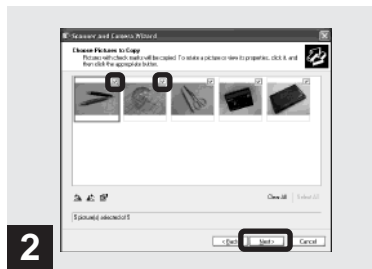 Scanner and Camera Wizard
Choose Pictures to Copy
Pictures with check marks will be copied. To rotate a picture or view its properties, click it, and
then click the appropriate button.
Clear All Select All
5 picture(s) selected of 5
< Back Next > Cancel
2